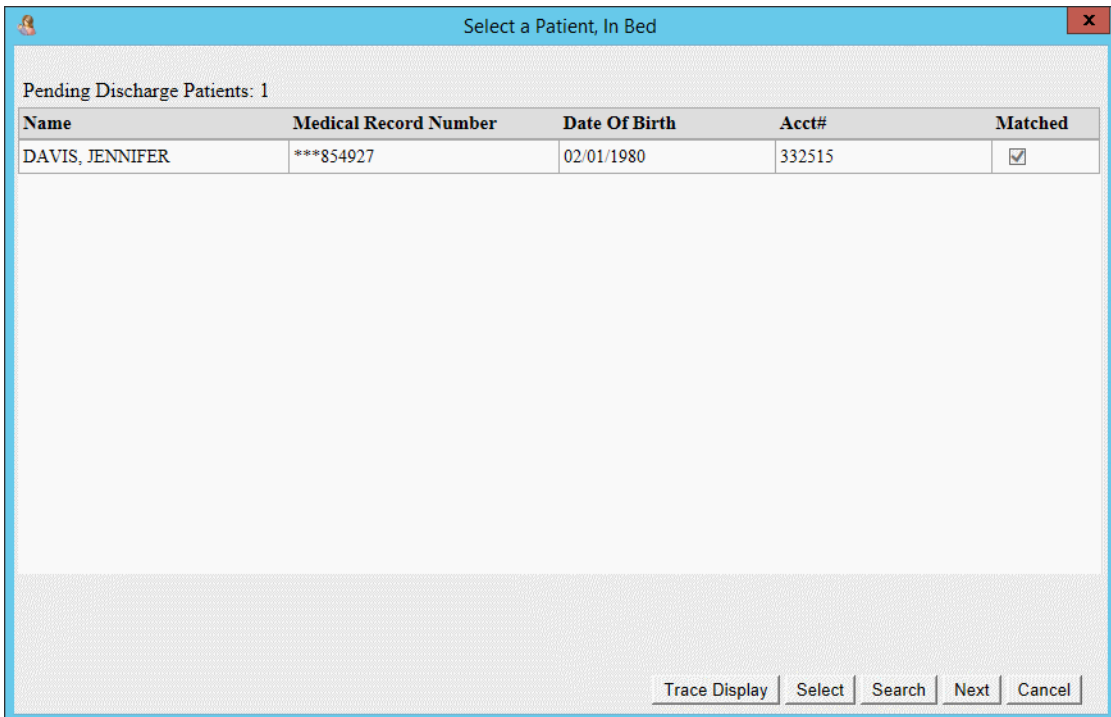 Select a Patient, In Bed
x
Pending Discharge Patients: 1
Name Medical Record Number Date Of Birth Acct# Matched
DAVIS, JENNIFER ***854927 02/01/1980 332515
Trace Display Select Search Next Cancel